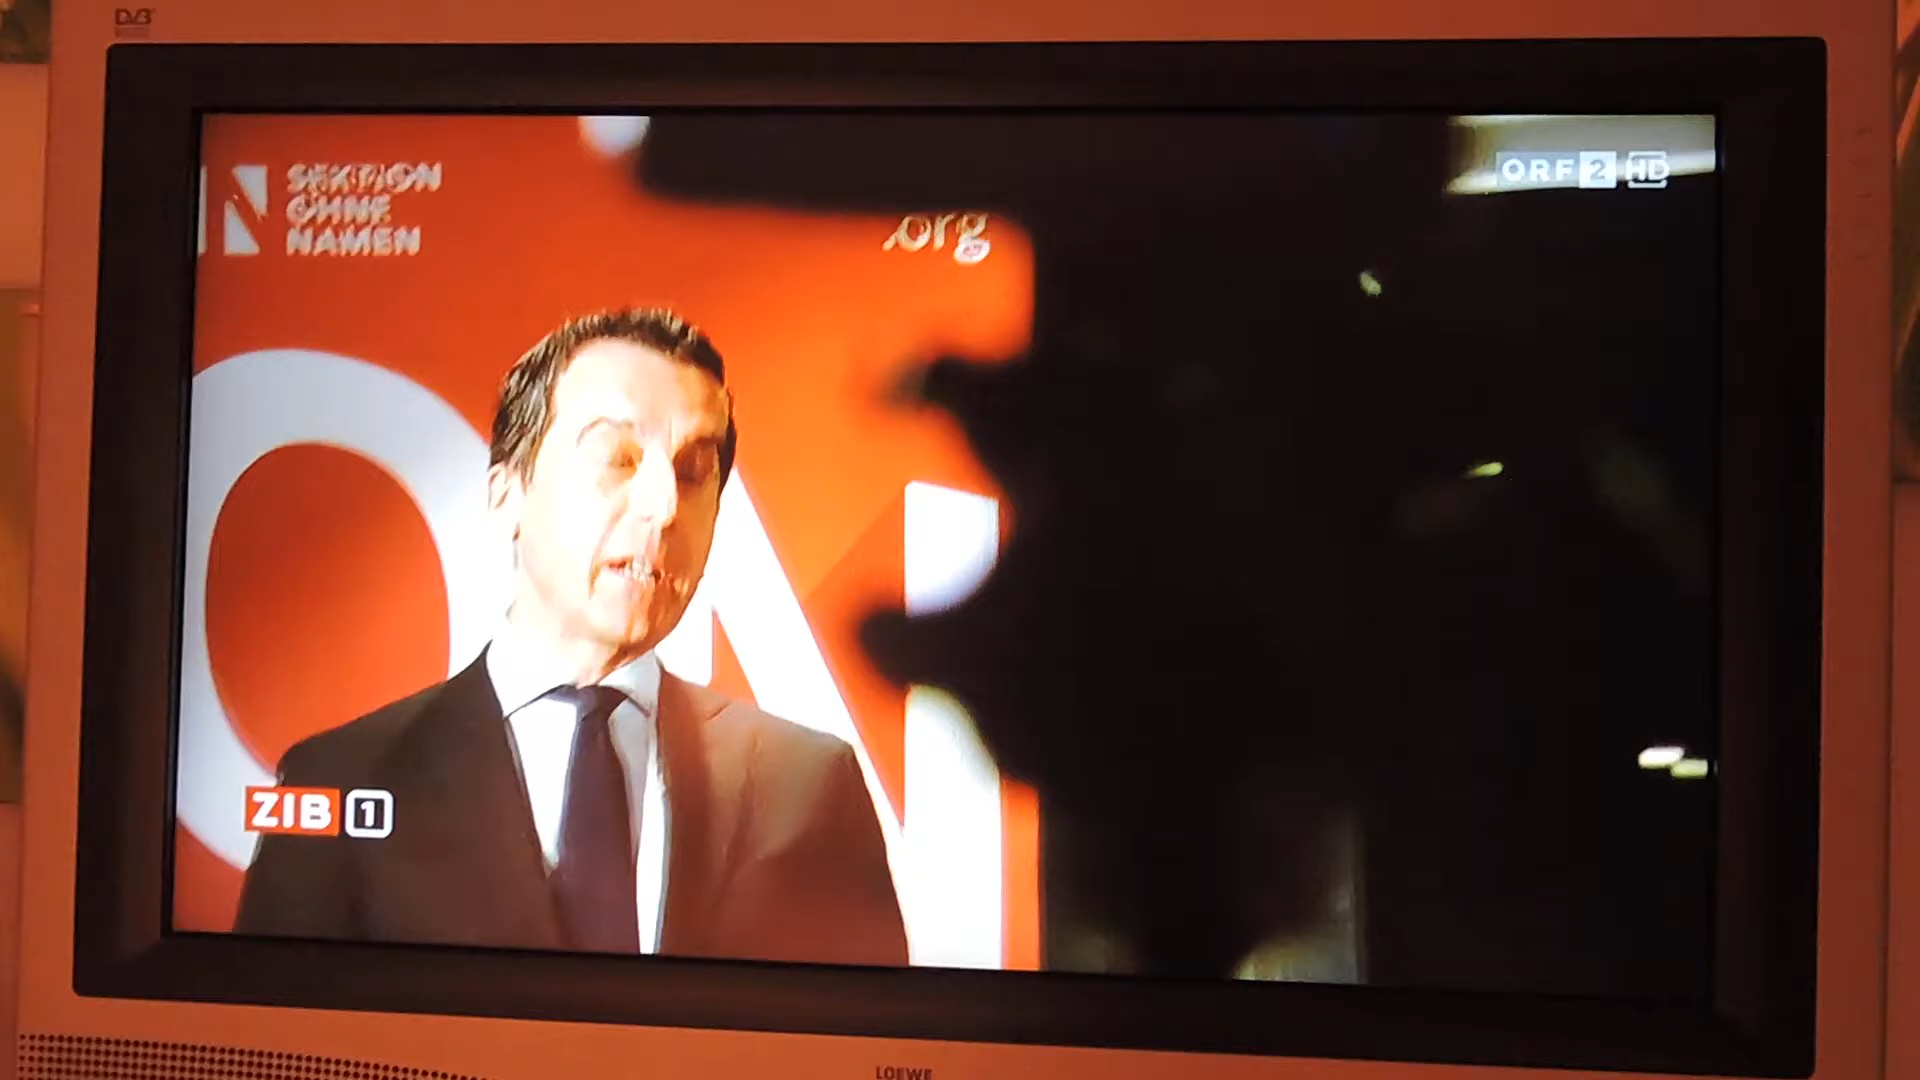 DVB
SEKTION
OHNE
NAMEN
.org
ORF 2 HD
ZIB 1
LOEWE